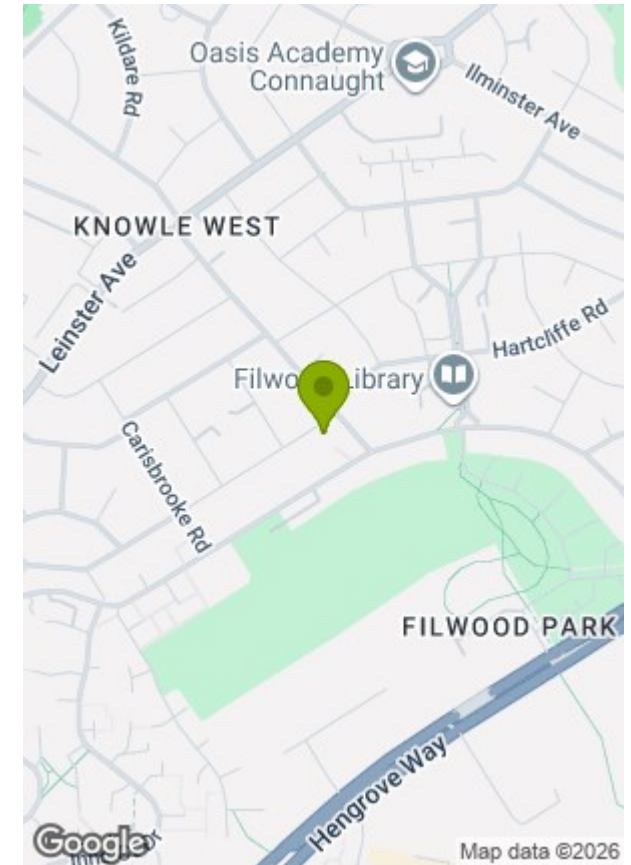 Kildare Rd
Oasis Academy
Connaught
Ilminster Ave
KNOWLE WEST
Leinster Ave
Hartcliffe Rd
Library
Carisbrooke Rd
FILWOOD PARK
Hengrove Way
Google
Map data ©2026